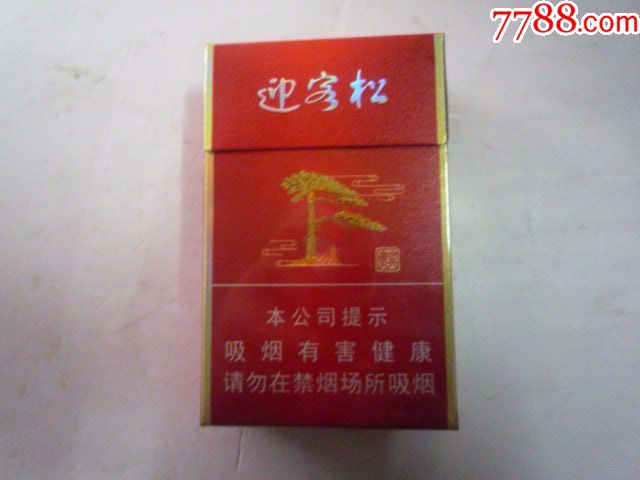 7788.com
迎客松
本公司提示
吸烟有害健康
请勿在禁烟场所吸烟